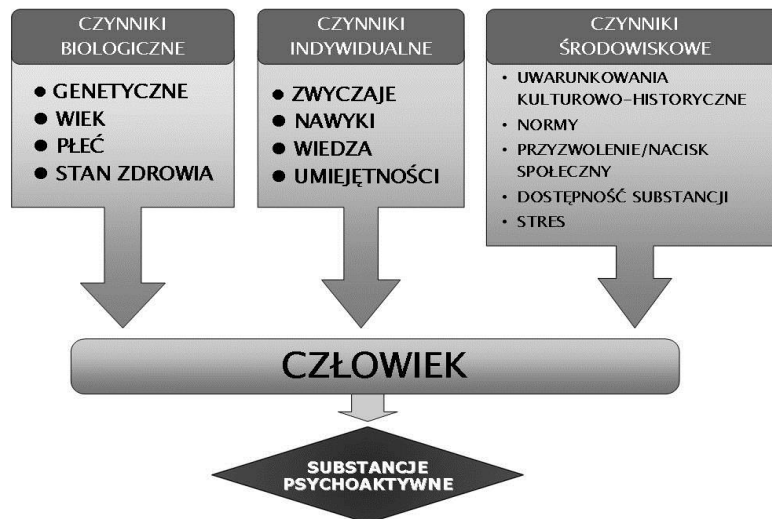 CZYNNIKI
BIOLOGICZNE
● GENETYCZNE
● WIEK
● PŁEĆ
● STAN ZDROWIA
CZYNNIKI
INDYWIDUALNE
● ZWYCZAJE
● NAWYKI
● WIEDZA
● UMIEJĘTNOŚCI
CZYNNIKI
ŚRODOWISKOWE
• UWARUNKOWANIA
KULTUROWO-HISTORYCZNE
• NORMY
• PRZYZWOLENIE/NACISK
SPOŁECZNY
• DOSTĘPNOŚĆ SUBSTANCJI
• STRES
CZŁOWIEK
SUBSTANCJE
PSYCHOAKTYWNE